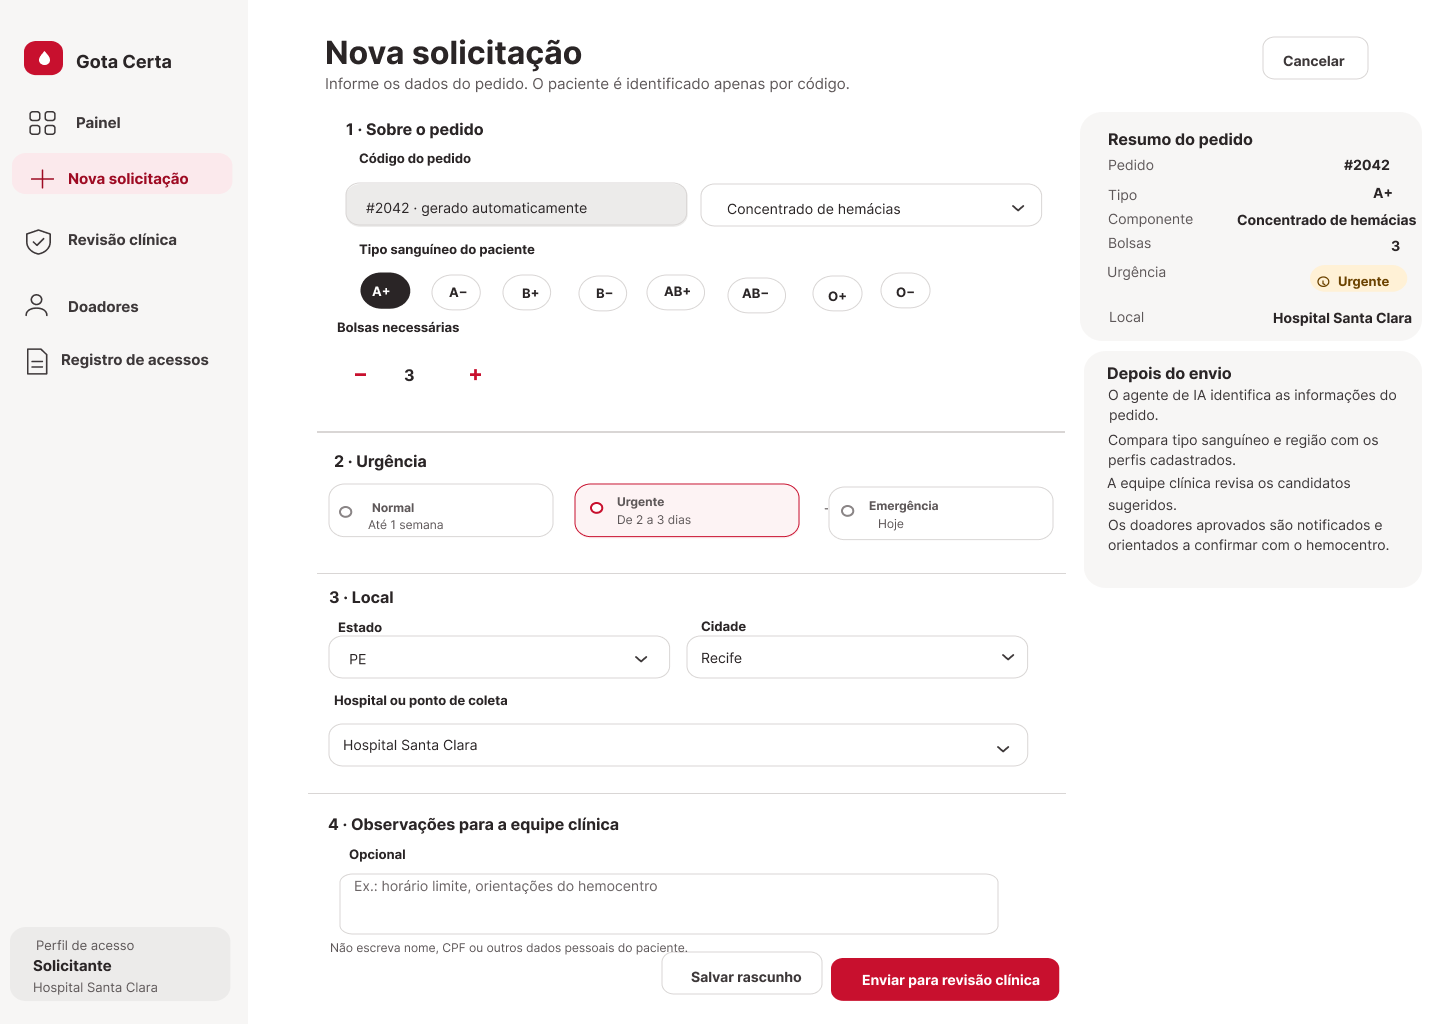 Gota Certa
Painel
Nova solicitação
Revisão clínica
Doadores
Registro de acessos
Perfil de acesso
Solicitante
Hospital Santa Clara
Nova solicitação
Informe os dados do pedido. O paciente é identificado apenas por código.
Cancelar
1 · Sobre o pedido
Código do pedido
#2042 · gerado automaticamente
Concentrado de hemácias
Tipo sanguíneo do paciente
A+ A− B+ B− AB+ AB− O+ O−
Bolsas necessárias
− 3 +
2 · Urgência
Normal
Até 1 semana
Urgente
De 2 a 3 dias
Emergência
Hoje
3 · Local
Estado
PE
Cidade
Recife
Hospital ou ponto de coleta
Hospital Santa Clara
4 · Observações para a equipe clínica
Opcional
Ex.: horário limite, orientações do hemocentro
Não escreva nome, CPF ou outros dados pessoais do paciente.
Salvar rascunho
Enviar para revisão clínica
Resumo do pedido
Pedido #2042
Tipo A+
Componente Concentrado de hemácias
Bolsas 3
Urgência Urgente
Local Hospital Santa Clara
Depois do envio
O agente de IA identifica as informações do
pedido.
Compara tipo sanguíneo e região com os
perfis cadastrados.
A equipe clínica revisa os candidatos
sugeridos.
Os doadores aprovados são notificados e
orientados a confirmar com o hemocentro.